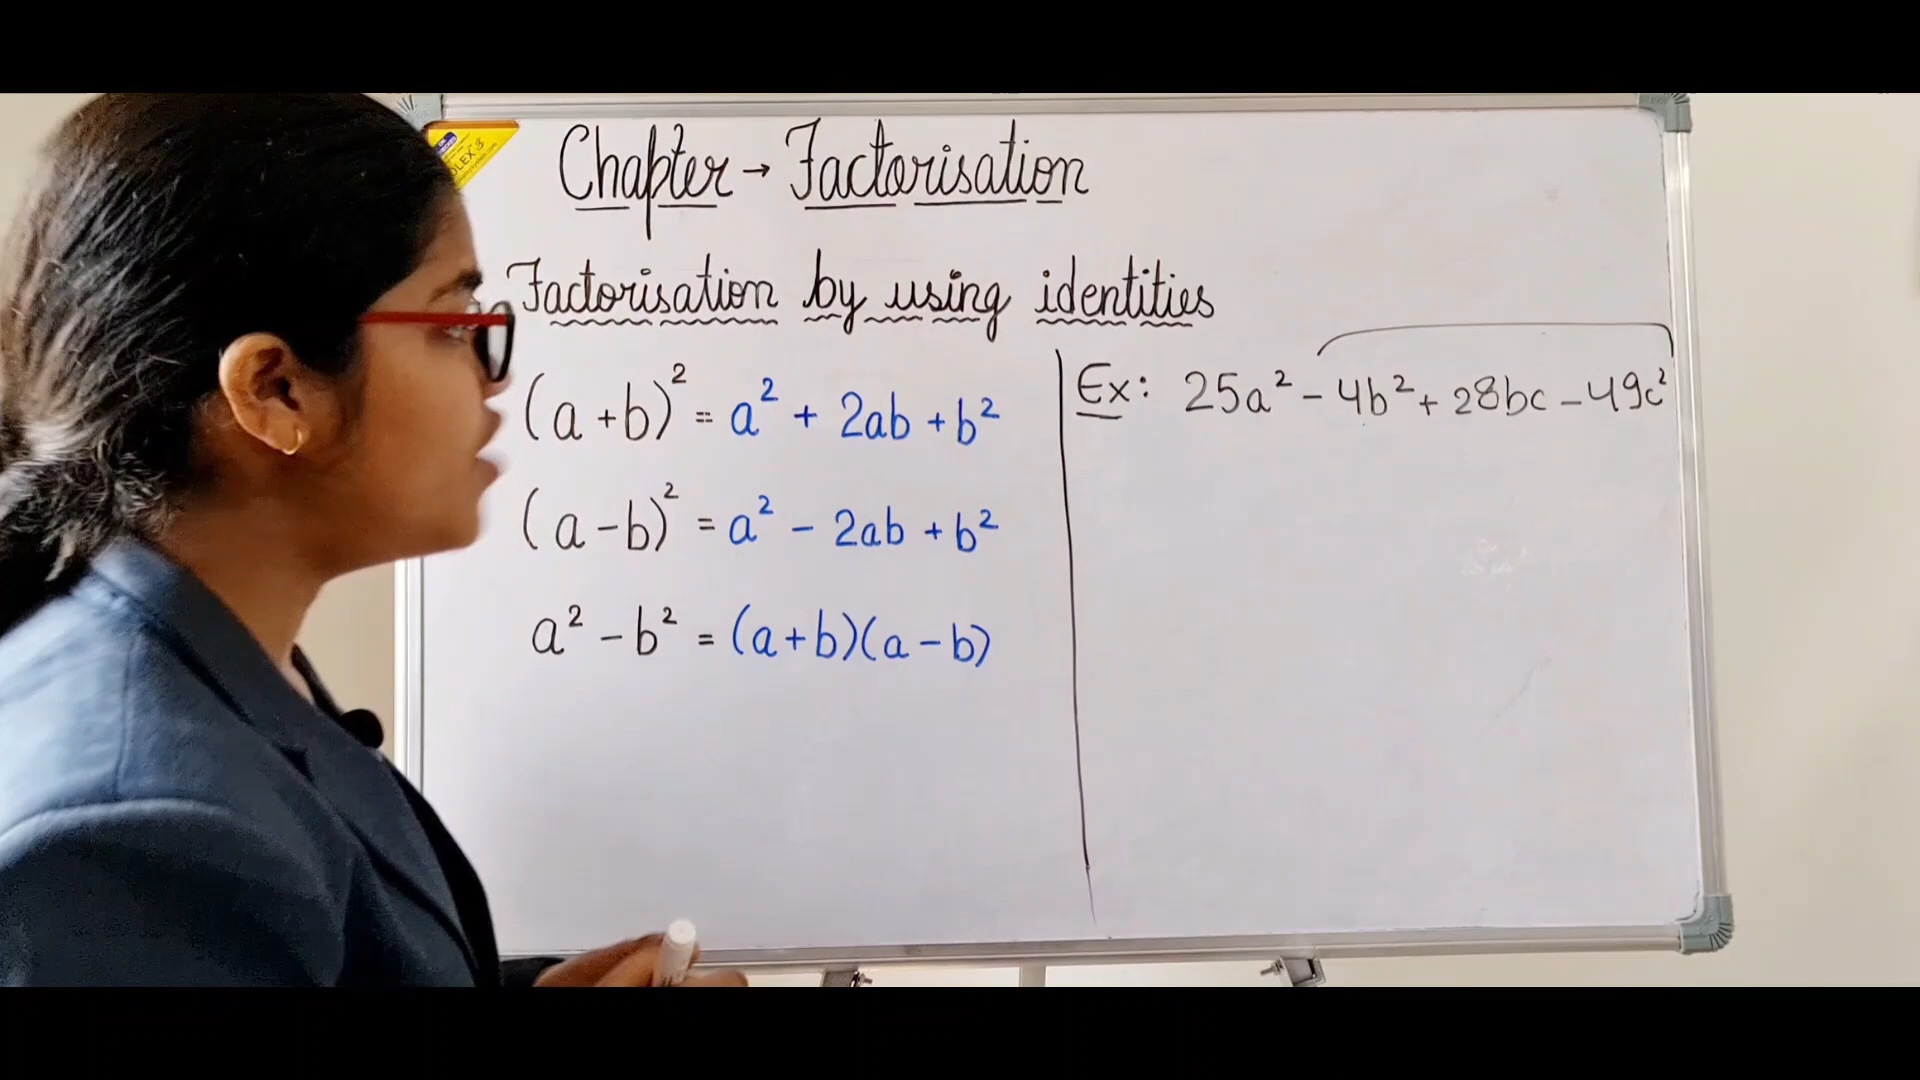 Chapter → Factorisation
Factorisation by using identities
(a+b)² = a² + 2ab + b²
(a-b)² = a² - 2ab + b²
a² - b² = (a+b)(a-b)
Ex: 25a² - 4b² + 28bc - 49c²